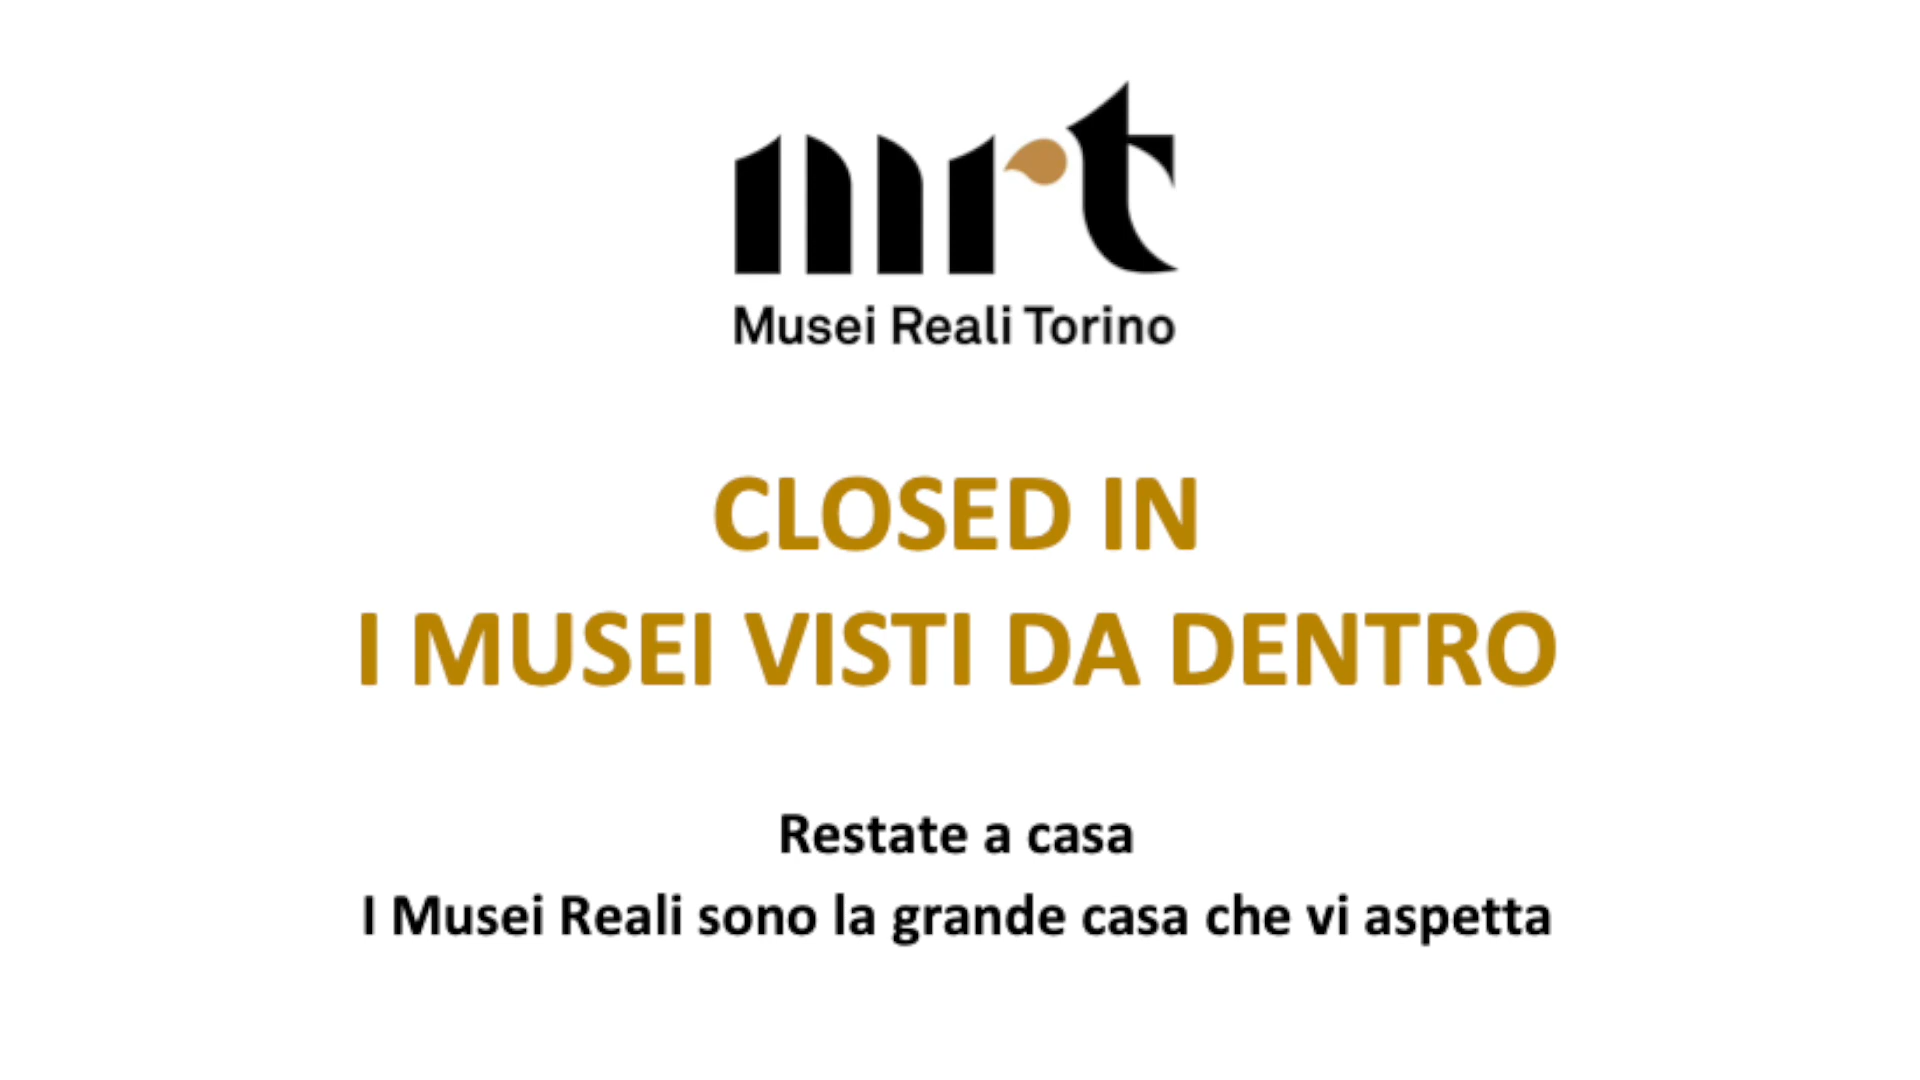 mrt
Musei Reali Torino
CLOSED IN
I MUSEI VISTI DA DENTRO
Restate a casa
I Musei Reali sono la grande casa che vi aspetta